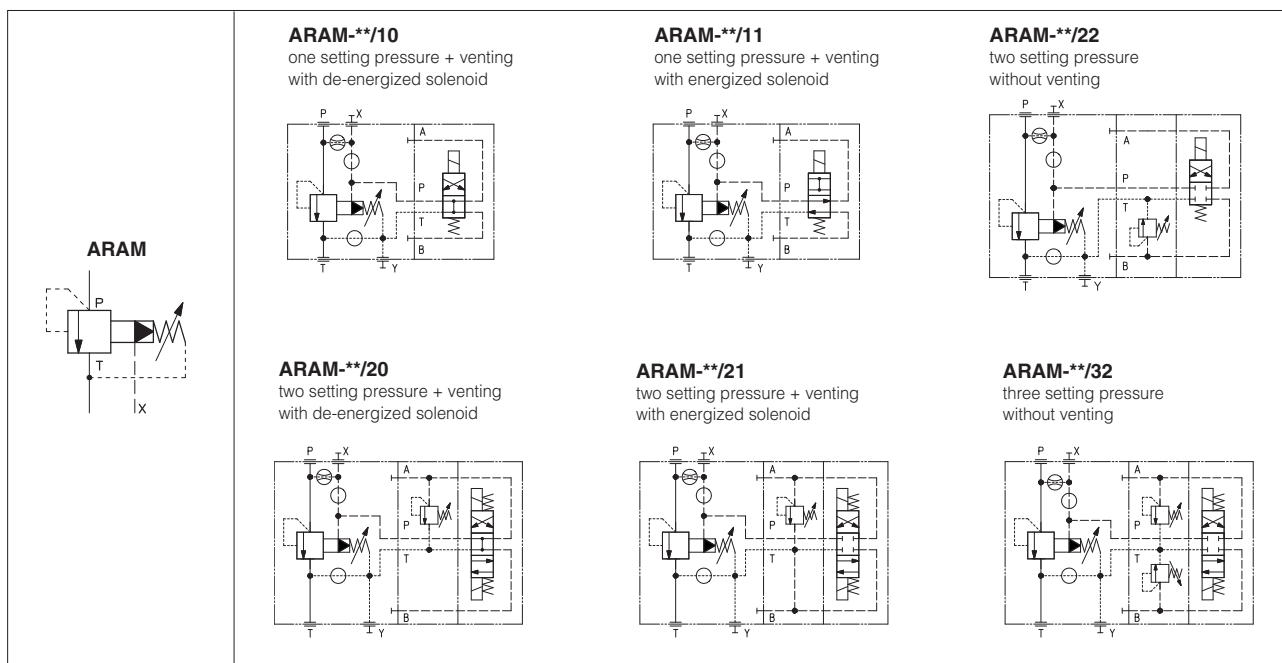 ARAM
P
T
X
ARAM-**/10
one setting pressure + venting
with de-energized solenoid
P
X
A
P
T
B
T
Y
ARAM-**/11
one setting pressure + venting
with energized solenoid
P
X
A
P
T
B
T
Y
ARAM-**/22
two setting pressure
without venting
P
X
A
P
T
B
T
Y
ARAM-**/20
two setting pressure + venting
with de-energized solenoid
P
X
A
P
T
B
T
Y
ARAM-**/21
two setting pressure + venting
with energized solenoid
P
X
A
P
T
B
T
Y
ARAM-**/32
three setting pressure
without venting
P
X
A
P
T
B
T
Y